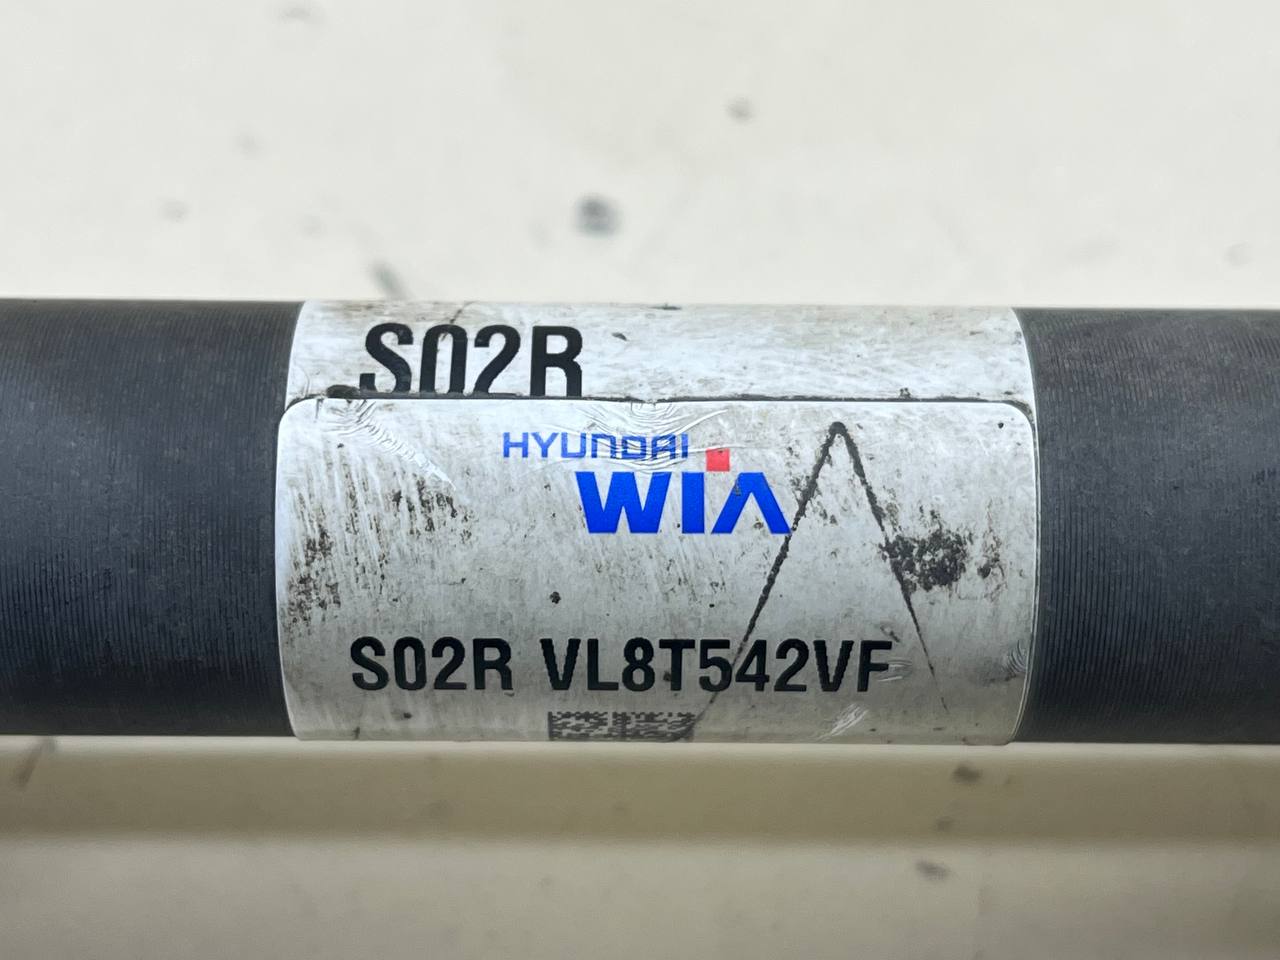 S02R
HYUNDAI
WIA
S02R VL8T542VF